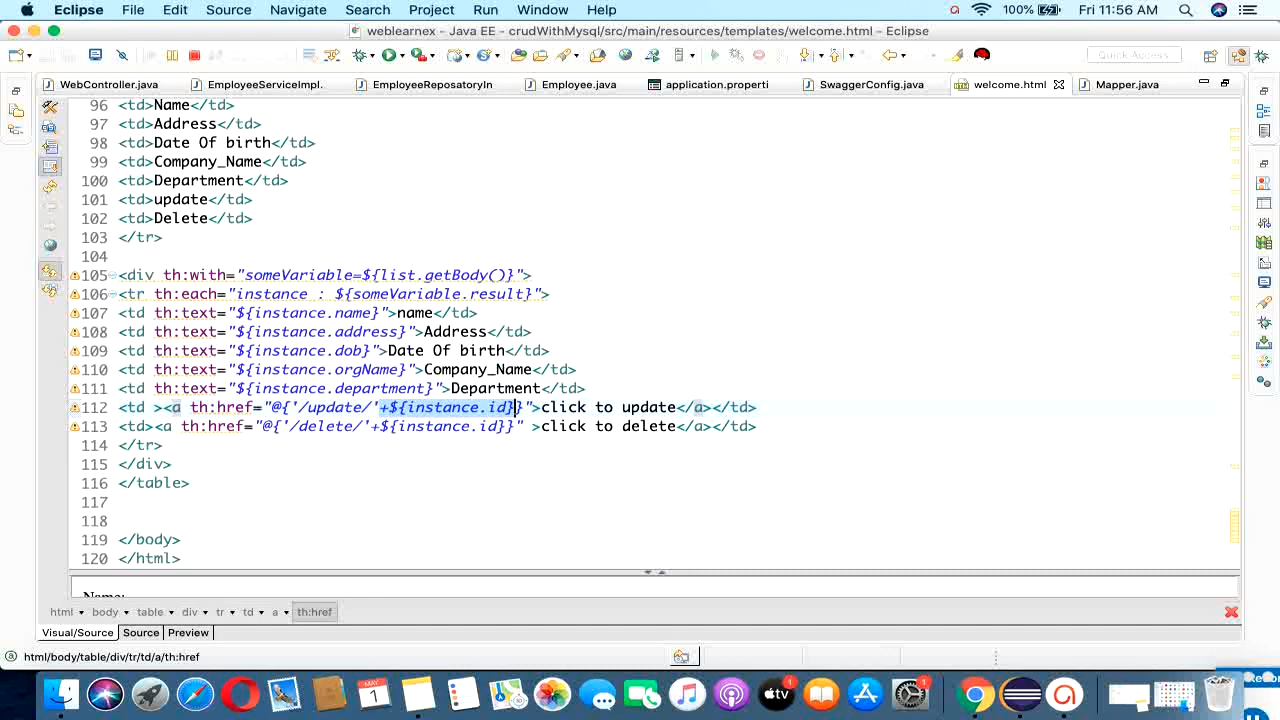 Eclipse File Edit Source Navigate Search Project Run Window Help 100% Fri 11:56 AM
weblearnex - Java EE - crudWithMysql/src/main/resources/templates/welcome.html - Eclipse
Quick Access
WebController.java EmployeeServiceImpl. EmployeeReposatoryIn Employee.java application.properti SwaggerConfig.java welcome.html Mapper.java
96 <td>Name</td>
97 <td>Address</td>
98 <td>Date Of birth</td>
99 <td>Company_Name</td>
100 <td>Department</td>
101 <td>update</td>
102 <td>Delete</td>
103 </tr>
104
105 <div th:with="someVariable=${list.getBody()}">
106 <tr th:each="instance : ${someVariable.result}">
107 <td th:text="${instance.name}">name</td>
108 <td th:text="${instance.address}">Address</td>
109 <td th:text="${instance.dob}">Date Of birth</td>
110 <td th:text="${instance.orgName}">Company_Name</td>
111 <td th:text="${instance.department}">Department</td>
112 <td ><a th:href="@{'/update/'+${instance.id}}">click to update</a></td>
113 <td><a th:href="@{'/delete/'+${instance.id}}" >click to delete</a></td>
114 </tr>
115 </div>
116 </table>
117
118
119 </body>
120 </html>
Name:
html body table div tr td a th:href
Visual/Source Source Preview
html/body/table/div/tr/td/a/th:href
MAY 1 tv 1 1